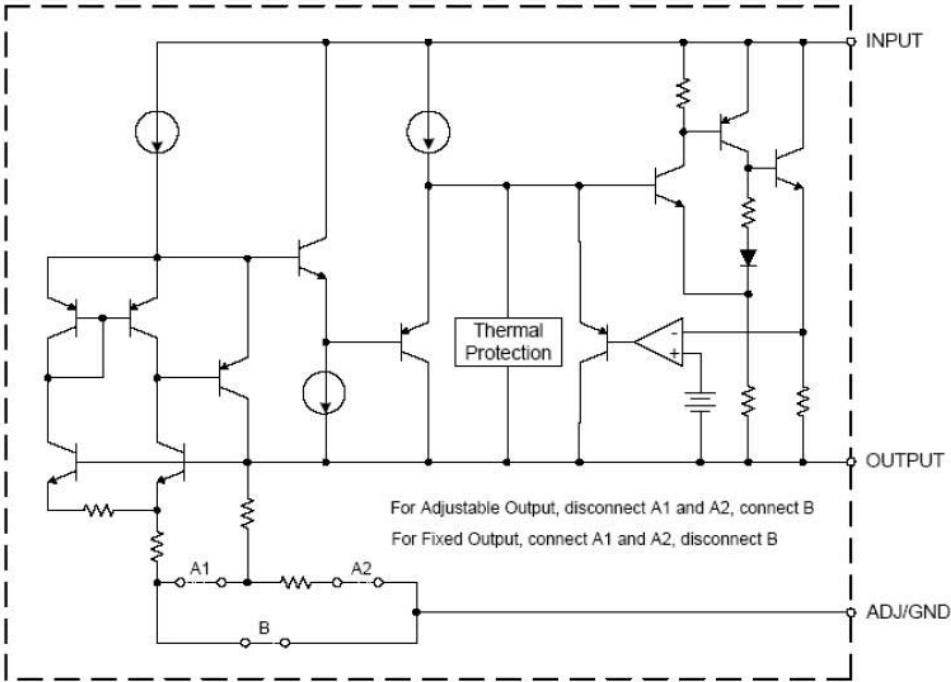 INPUT
Thermal
Protection
-
+
OUTPUT
For Adjustable Output, disconnect A1 and A2, connect B
For Fixed Output, connect A1 and A2, disconnect B
A1
A2
B
ADJ/GND